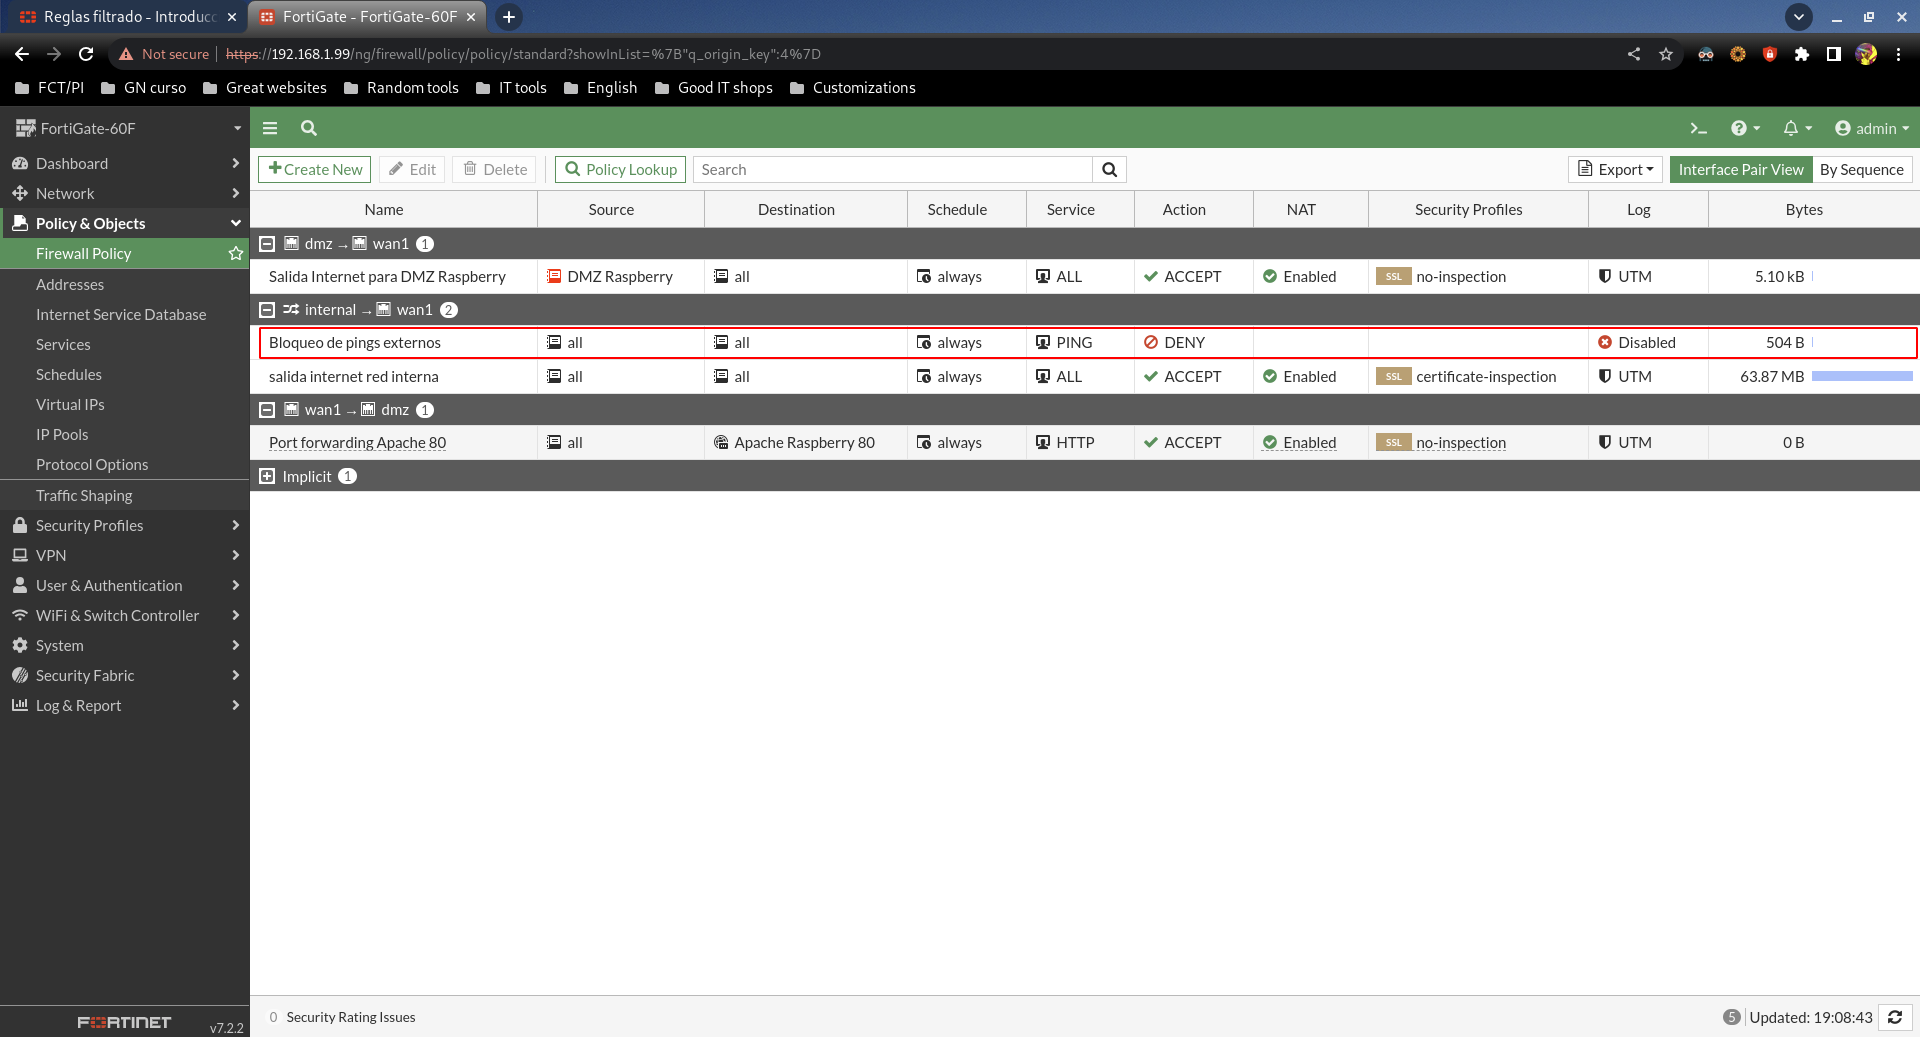 Reglas filtrado - Introducc
FortiGate - FortiGate-60F
Not secure https://192.168.1.99/ng/firewall/policy/policy/standard?showInList=%7B"q_origin_key":4%7D
FCT/PI GN curso Great websites Random tools IT tools English Good IT shops Customizations
FortiGate-60F
Dashboard
Network
Policy & Objects
Firewall Policy
Addresses
Internet Service Database
Services
Schedules
Virtual IPs
IP Pools
Protocol Options
Traffic Shaping
Security Profiles
VPN
User & Authentication
WiFi & Switch Controller
System
Security Fabric
Log & Report
FORTINET v7.2.2
>_ ? admin
+Create New Edit Delete Policy Lookup Search Export Interface Pair View By Sequence
Name Source Destination Schedule Service Action NAT Security Profiles Log Bytes
dmz → wan1 1
Salida Internet para DMZ Raspberry DMZ Raspberry all always ALL ACCEPT Enabled SSL no-inspection UTM 5.10 kB
internal → wan1 2
Bloqueo de pings externos all all always PING DENY Disabled 504 B
salida internet red interna all all always ALL ACCEPT Enabled SSL certificate-inspection UTM 63.87 MB
wan1 → dmz 1
Port forwarding Apache 80 all Apache Raspberry 80 always HTTP ACCEPT Enabled SSL no-inspection UTM 0 B
Implicit 1
0 Security Rating Issues
5 Updated: 19:08:43